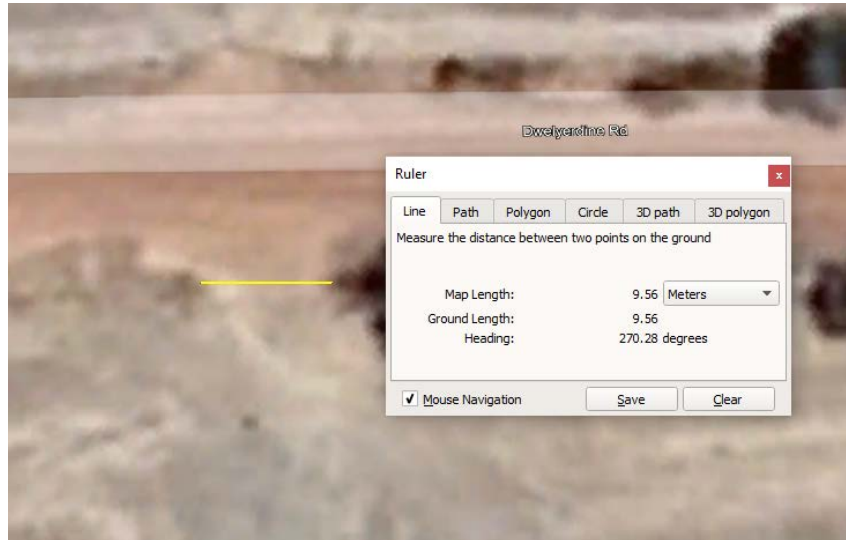 Dwelyerdine Rd
Ruler
x
Line Path Polygon Circle 3D path 3D polygon
Measure the distance between two points on the ground
Map Length: 9.56 Meters
Ground Length: 9.56
Heading: 270.28 degrees
Mouse Navigation Save Clear